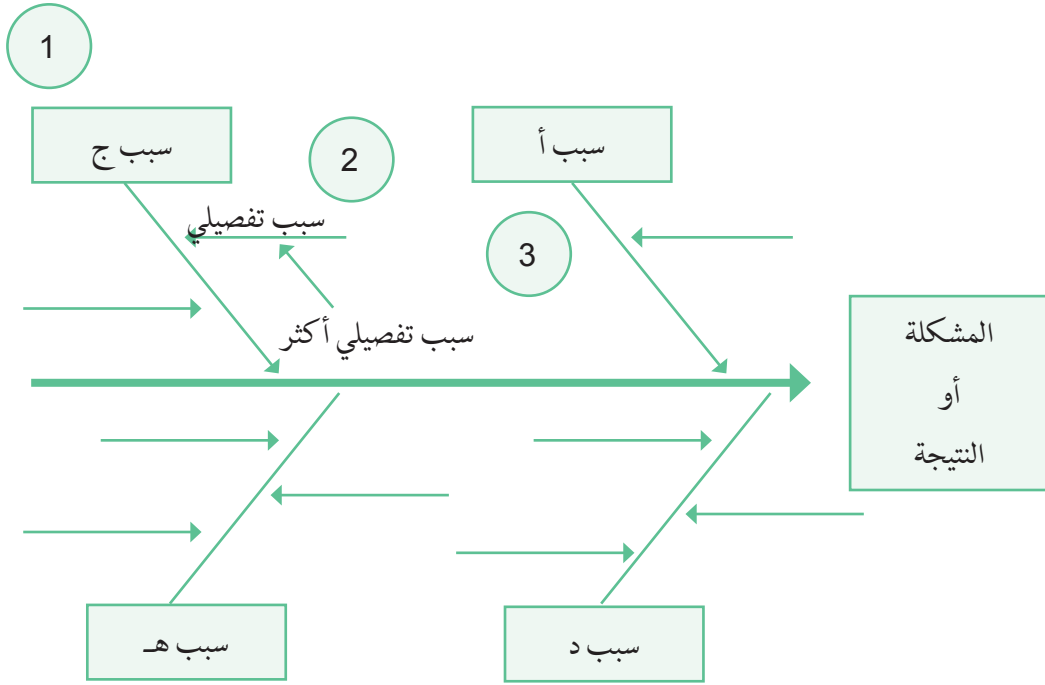 1
سبب أ
سبب ج
2
سبب تفصيلي
3
سبب تفصيلي أكثر
المشكلة
أو
النتيجة
سبب د
سبب هـ